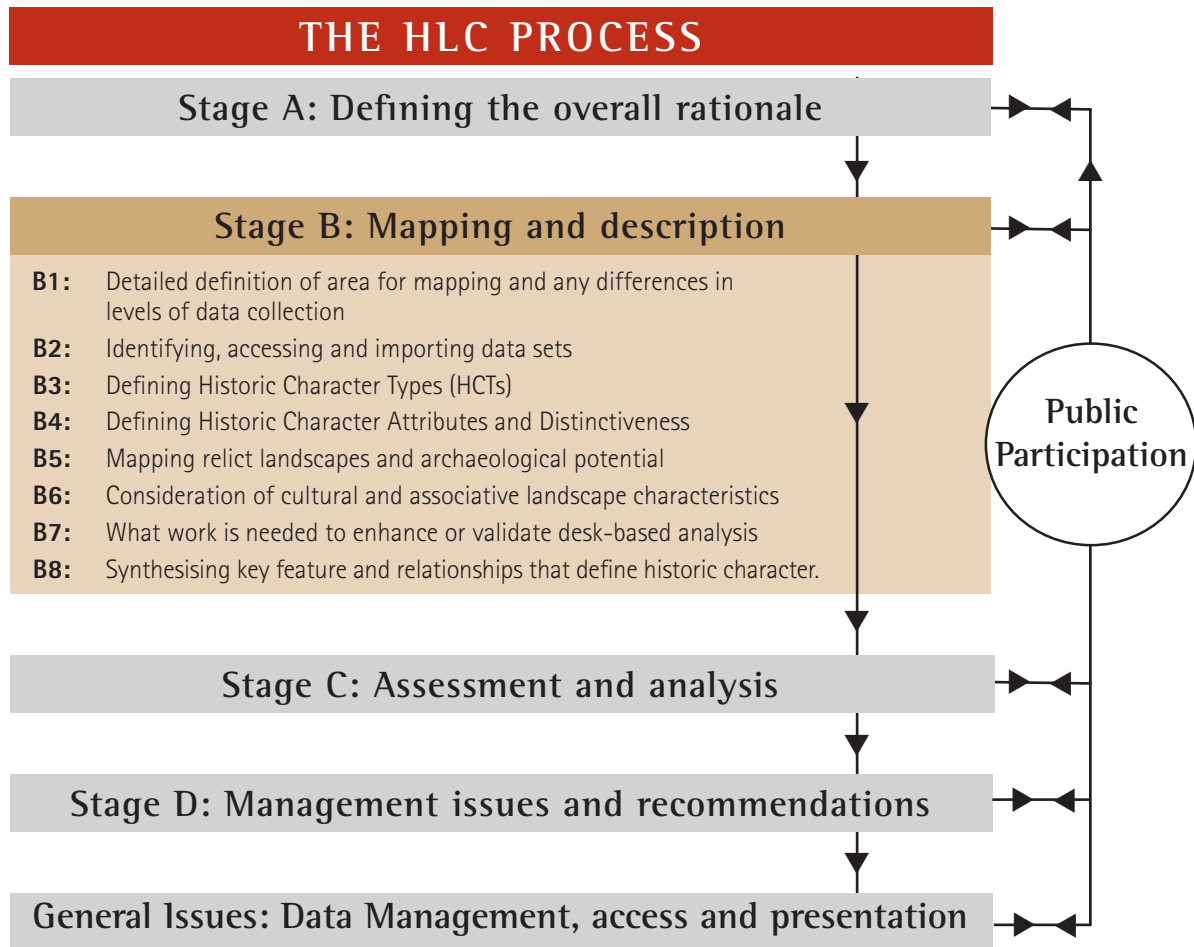 THE HLC PROCESS
Stage A: Defining the overall rationale
Stage B: Mapping and description
B1: Detailed definition of area for mapping and any differences in
levels of data collection
B2: Identifying, accessing and importing data sets
B3: Defining Historic Character Types (HCTs)
B4: Defining Historic Character Attributes and Distinctiveness
B5: Mapping relict landscapes and archaeological potential
B6: Consideration of cultural and associative landscape characteristics
B7: What work is needed to enhance or validate desk-based analysis
B8: Synthesising key feature and relationships that define historic character.
Stage C: Assessment and analysis
Stage D: Management issues and recommendations
General Issues: Data Management, access and presentation
Public
Participation